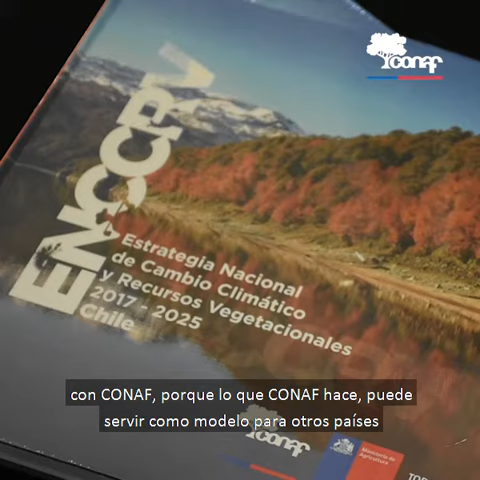 conaf
ENCCRV
Estrategia Nacional
de Cambio Climático
y Recursos Vegetacionales
2017 - 2025
Chile
con CONAF, porque lo que CONAF hace, puede
servir como modelo para otros países
conaf
Ministerio de
Agricultura